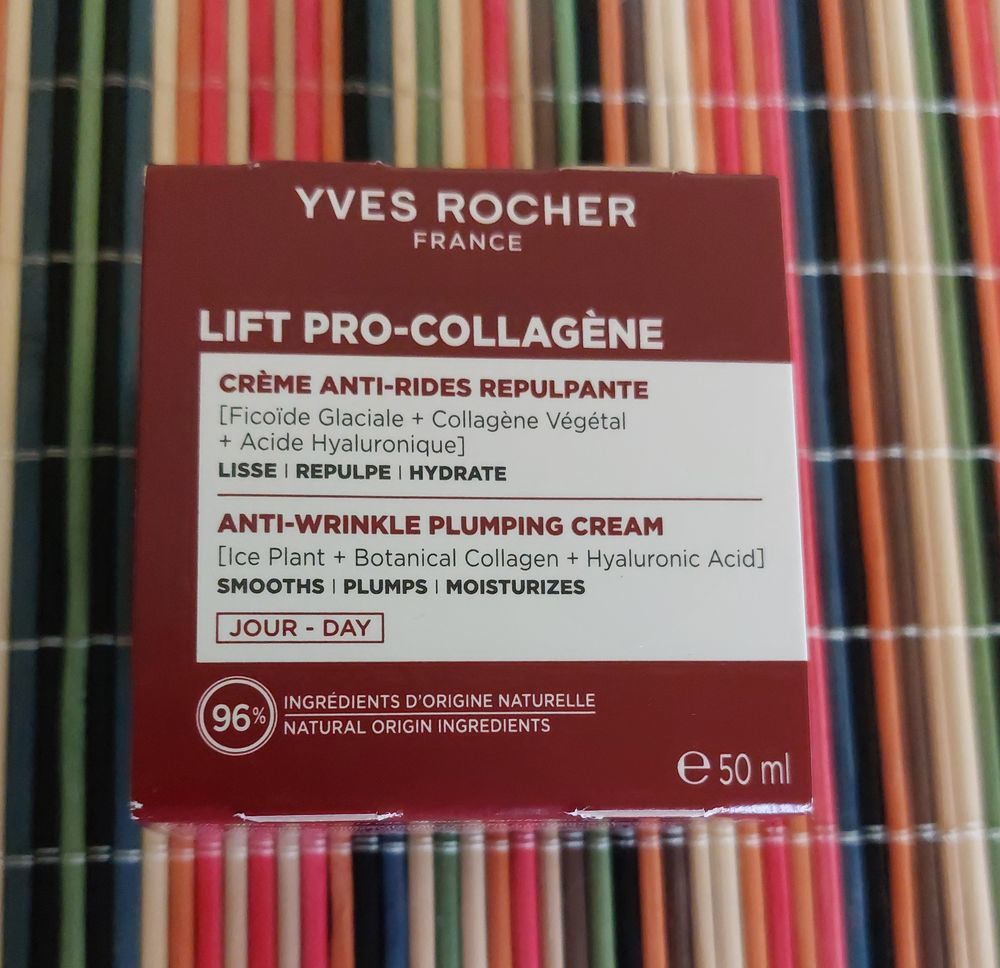 YVES ROCHER
FRANCE
LIFT PRO-COLLAGÈNE
CRÈME ANTI-RIDES REPULPANTE
[Ficoïde Glaciale + Collagène Végétal
+ Acide Hyaluronique]
LISSE | REPULPE | HYDRATE
ANTI-WRINKLE PLUMPING CREAM
[Ice Plant + Botanical Collagen + Hyaluronic Acid]
SMOOTHS | PLUMPS | MOISTURIZES
JOUR - DAY
96%
INGRÉDIENTS D'ORIGINE NATURELLE
NATURAL ORIGIN INGREDIENTS
℮ 50 ml